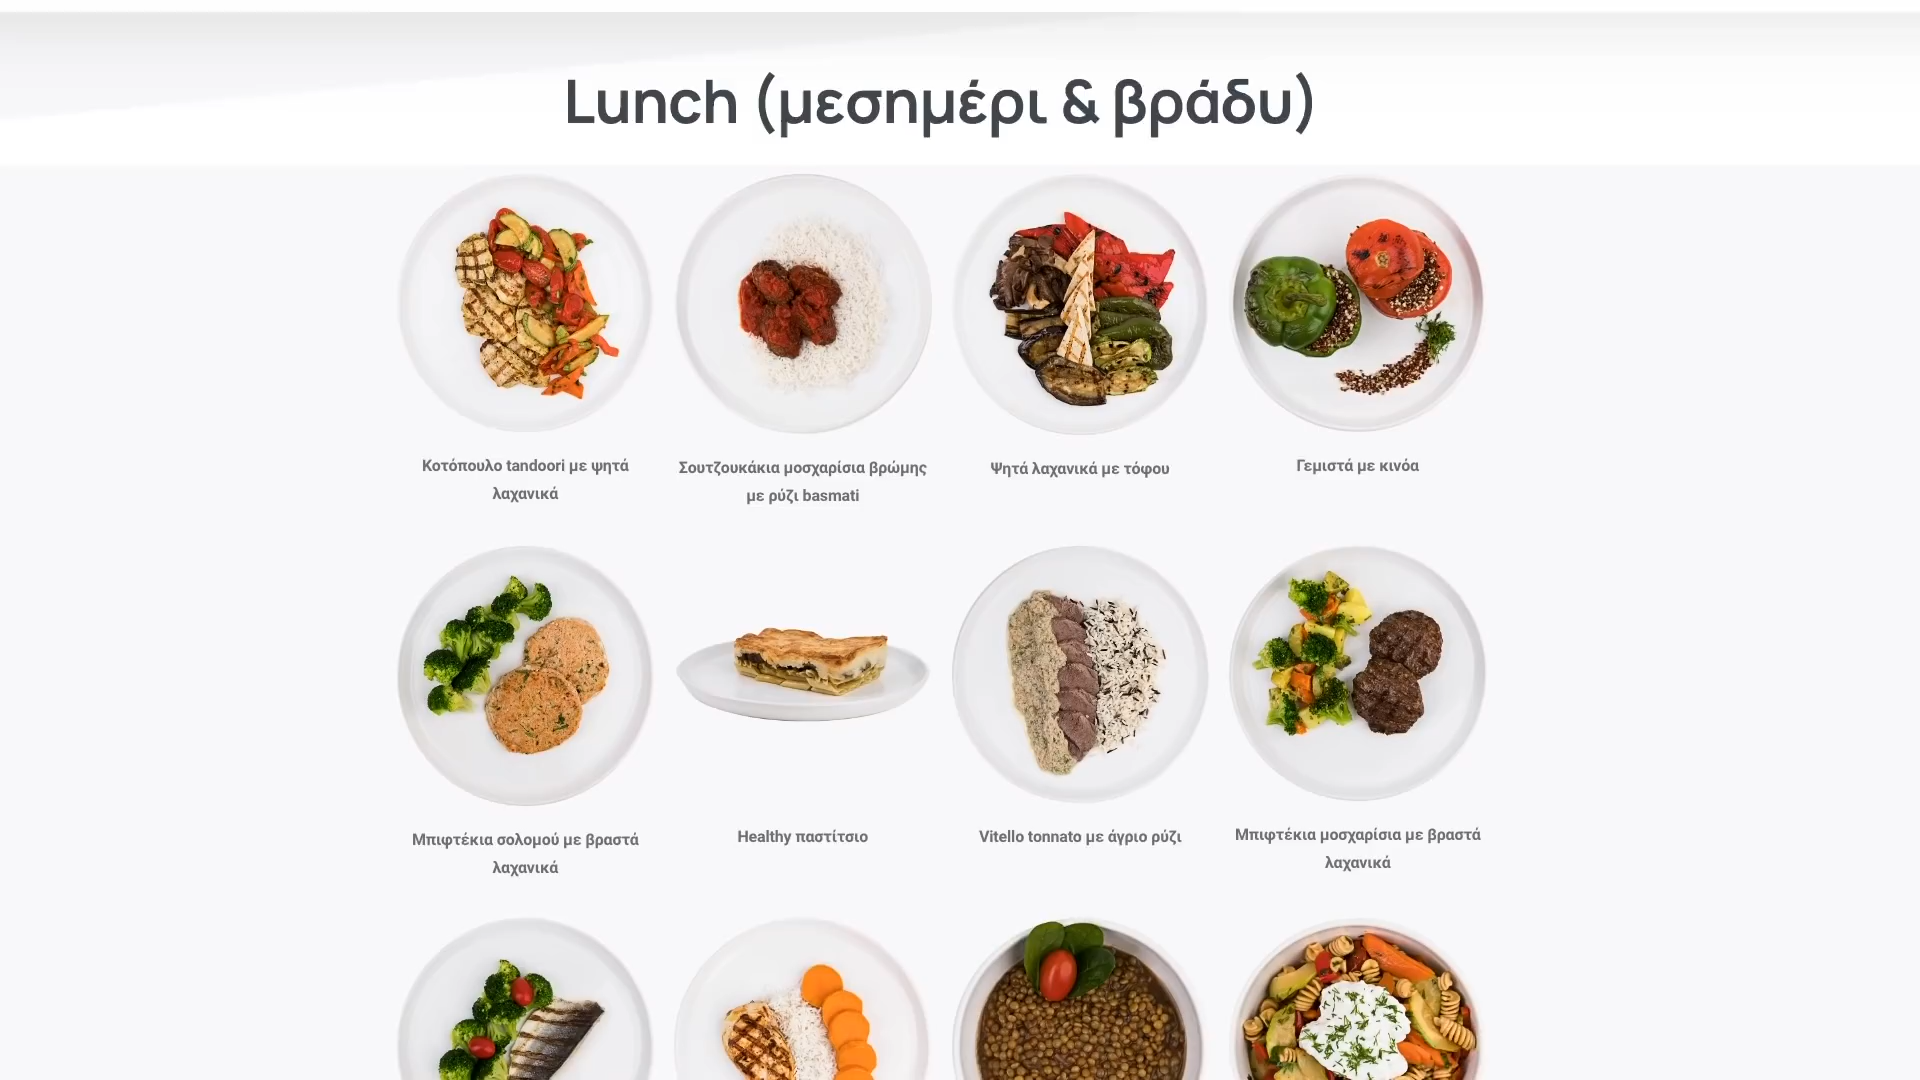 Lunch (μεσημέρι & βράδυ)
Κοτόπουλο tandoori με ψητά
λαχανικά
Σουτζουκάκια μοσχαρίσια βρώμης
με ρύζι basmati
Ψητά λαχανικά με τόφου
Γεμιστά με κινόα
Μπιφτέκια σολομού με βραστά
λαχανικά
Healthy παστίτσιο
Vitello tonnato με άγριο ρύζι
Μπιφτέκια μοσχαρίσια με βραστά
λαχανικά